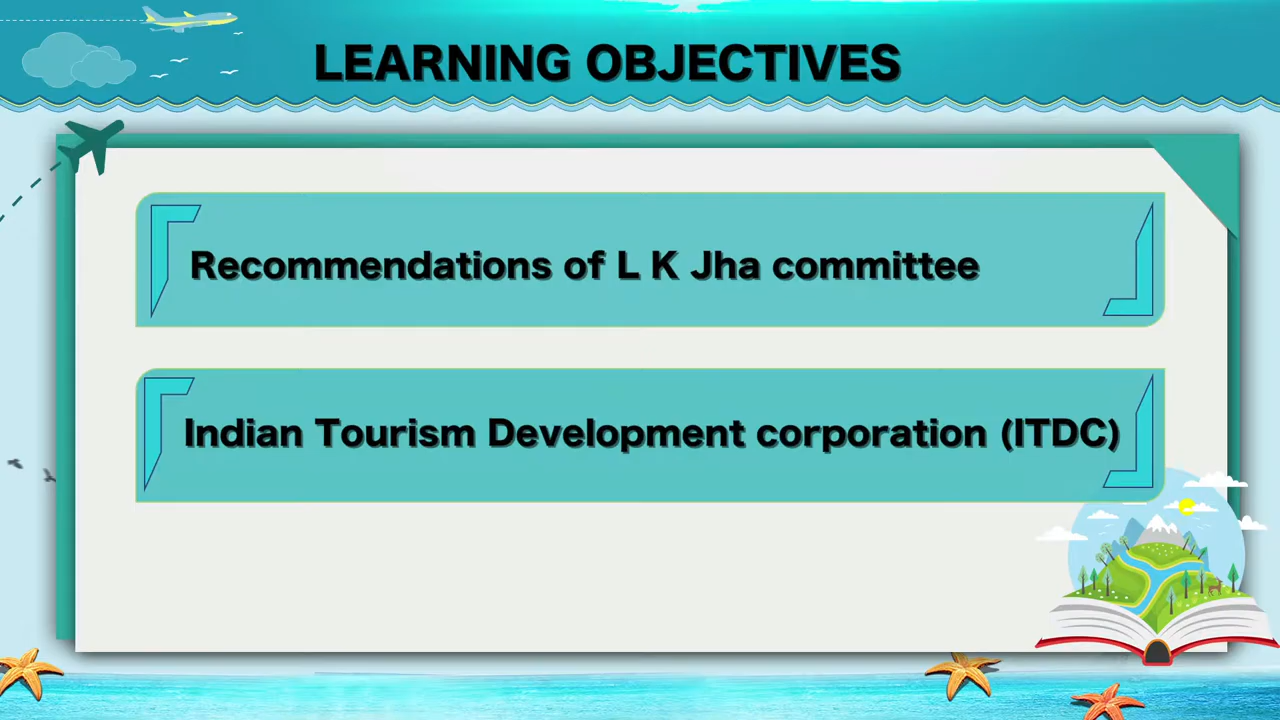 LEARNING OBJECTIVES
Recommendations of L K Jha committee
Indian Tourism Development corporation (ITDC)